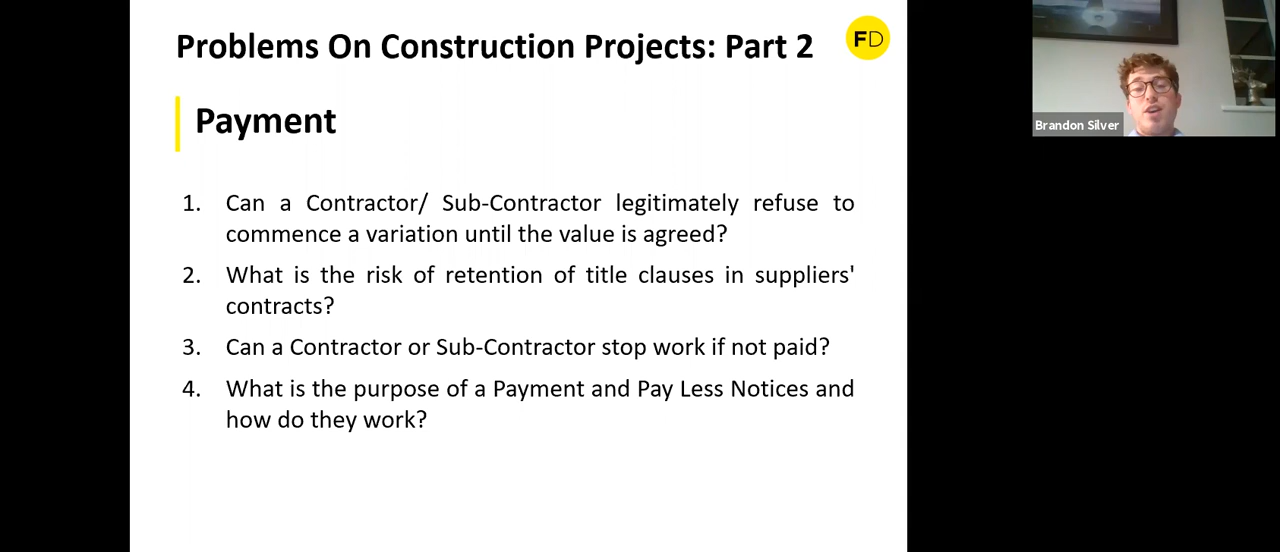 Problems On Construction Projects: Part 2
FD
Payment
1. Can a Contractor/ Sub-Contractor legitimately refuse to
commence a variation until the value is agreed?
2. What is the risk of retention of title clauses in suppliers'
contracts?
3. Can a Contractor or Sub-Contractor stop work if not paid?
4. What is the purpose of a Payment and Pay Less Notices and
how do they work?
Brandon Silver